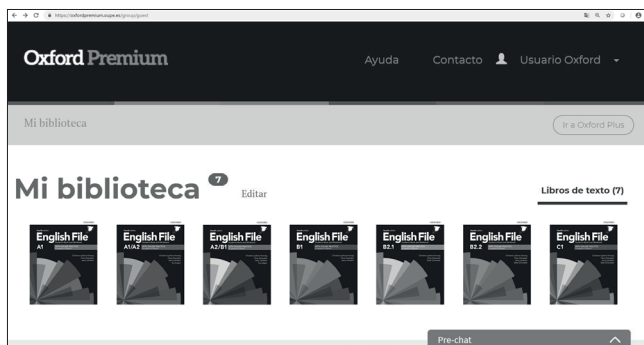 https://oxfordpremium.oupe.es/group/guest
Oxford Premium
Ayuda
Contacto
Usuario Oxford
Mi biblioteca
Ir a Oxford Plus
Mi biblioteca 7
Editar
Libros de texto (7)
English File
A1
English File
A1/A2
English File
A2/B1
English File
B1
English File
B2.1
English File
B2.2
English File
C1
Pre-chat